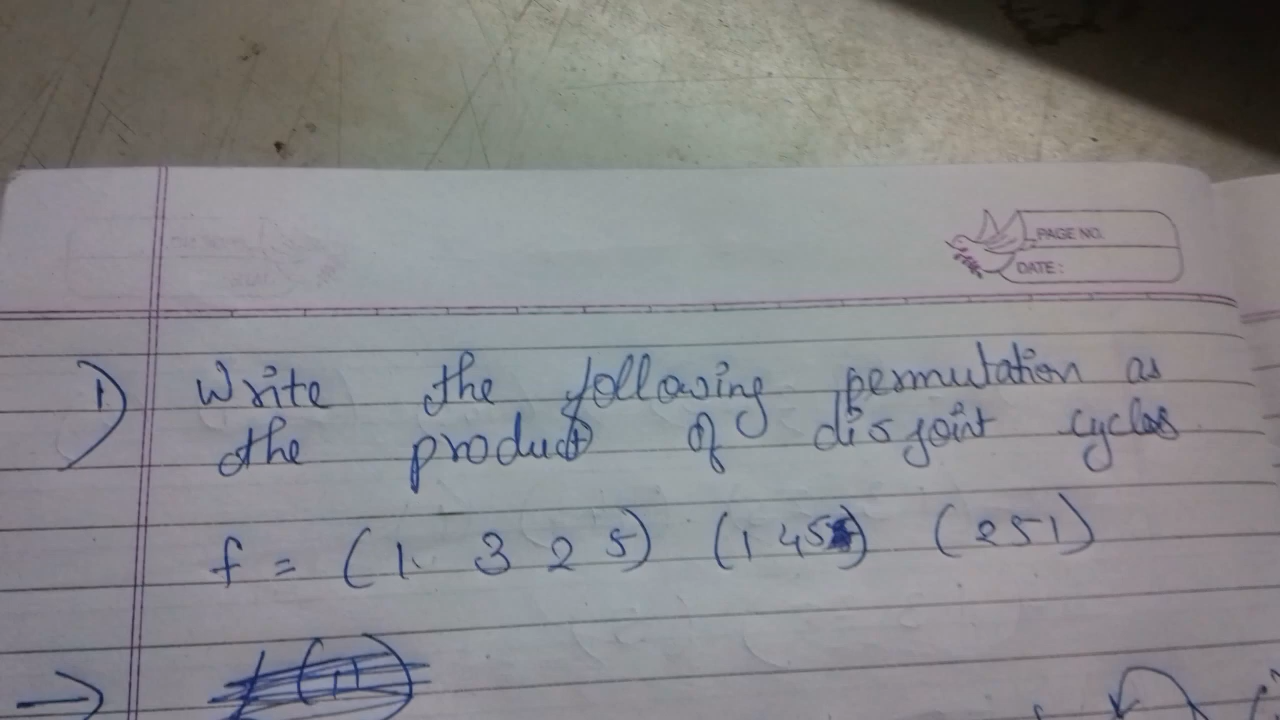 PAGE NO.
DATE:
1) Write the following permutation as
the product of disjoint cycles
f = (1. 3 2 5) (1 4 5) (2 5 1)
→